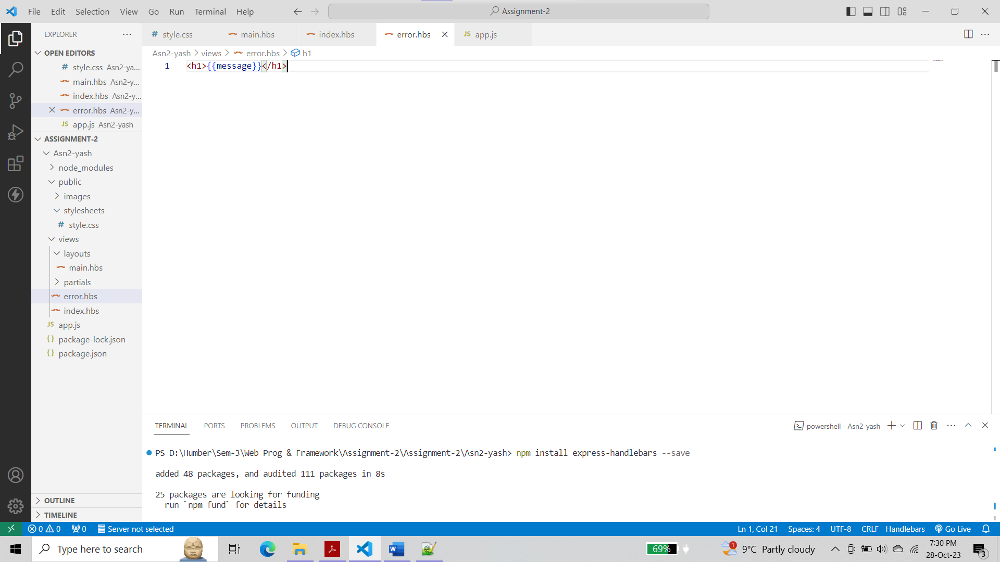 File Edit Selection View Go Run Terminal Help
Assignment-2
EXPLORER
style.css
main.hbs
index.hbs
error.hbs
JS app.js
OPEN EDITORS
# style.css Asn2-ya...
main.hbs Asn2-y...
index.hbs Asn2-y...
error.hbs Asn2-y...
JS app.js Asn2-yash
ASSIGNMENT-2
Asn2-yash
node_modules
public
images
stylesheets
# style.css
views
layouts
main.hbs
partials
error.hbs
index.hbs
JS app.js
{} package-lock.json
{} package.json
OUTLINE
TIMELINE
Asn2-yash > views > error.hbs > h1
1 <h1>{{message}}</h1>
TERMINAL PORTS PROBLEMS OUTPUT DEBUG CONSOLE
powershell - Asn2-yash
PS D:\Humber\Sem-3\Web Prog & Framework\Assignment-2\Assignment-2\Asn2-yash> npm install express-handlebars --save
added 48 packages, and audited 111 packages in 8s
25 packages are looking for funding
run `npm fund` for details
0 0 0 Server not selected
Ln 1, Col 21 Spaces: 4 UTF-8 CRLF Handlebars Go Live
Type here to search
69%
1
9°C Partly cloudy
7:30 PM
28-Oct-23
3